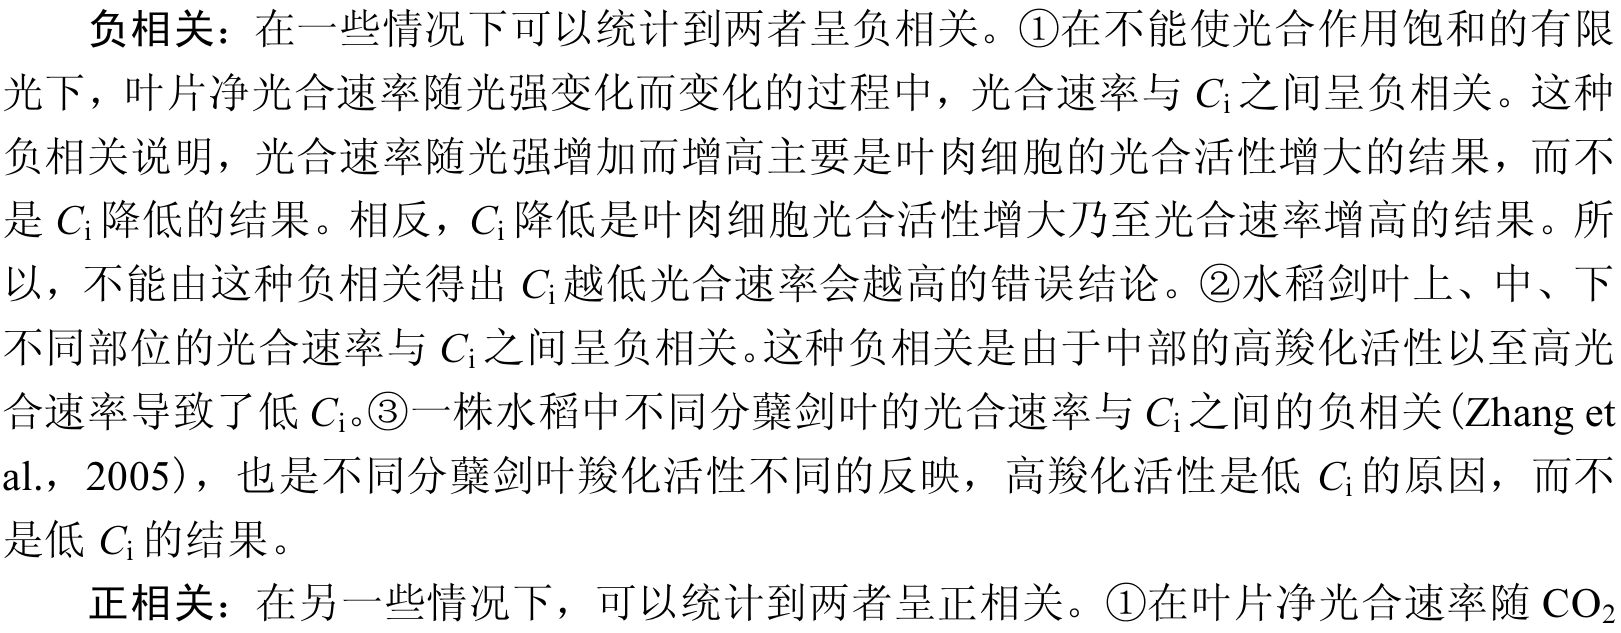 负相关：在一些情况下可以统计到两者呈负相关。①在不能使光合作用饱和的有限
光下，叶片净光合速率随光强变化而变化的过程中，光合速率与 Ci 之间呈负相关。这种
负相关说明，光合速率随光强增加而增高主要是叶肉细胞的光合活性增大的结果，而不
是 Ci 降低的结果。相反，Ci 降低是叶肉细胞光合活性增大乃至光合速率增高的结果。所
以，不能由这种负相关得出 Ci 越低光合速率会越高的错误结论。②水稻剑叶上、中、下
不同部位的光合速率与 Ci 之间呈负相关。这种负相关是由于中部的高羧化活性以至高光
合速率导致了低 Ci。③一株水稻中不同分蘖剑叶的光合速率与 Ci 之间的负相关（Zhang et
al.，2005），也是不同分蘖剑叶羧化活性不同的反映，高羧化活性是低 Ci 的原因，而不
是低 Ci 的结果。
正相关：在另一些情况下，可以统计到两者呈正相关。①在叶片净光合速率随 CO₂